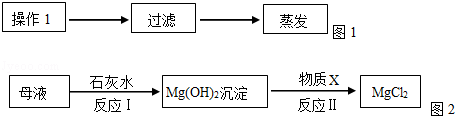 操作1 过滤 蒸发 图1
母液 石灰水 反应Ⅰ Mg(OH)₂沉淀 物质X 反应Ⅱ MgCl₂ 图2